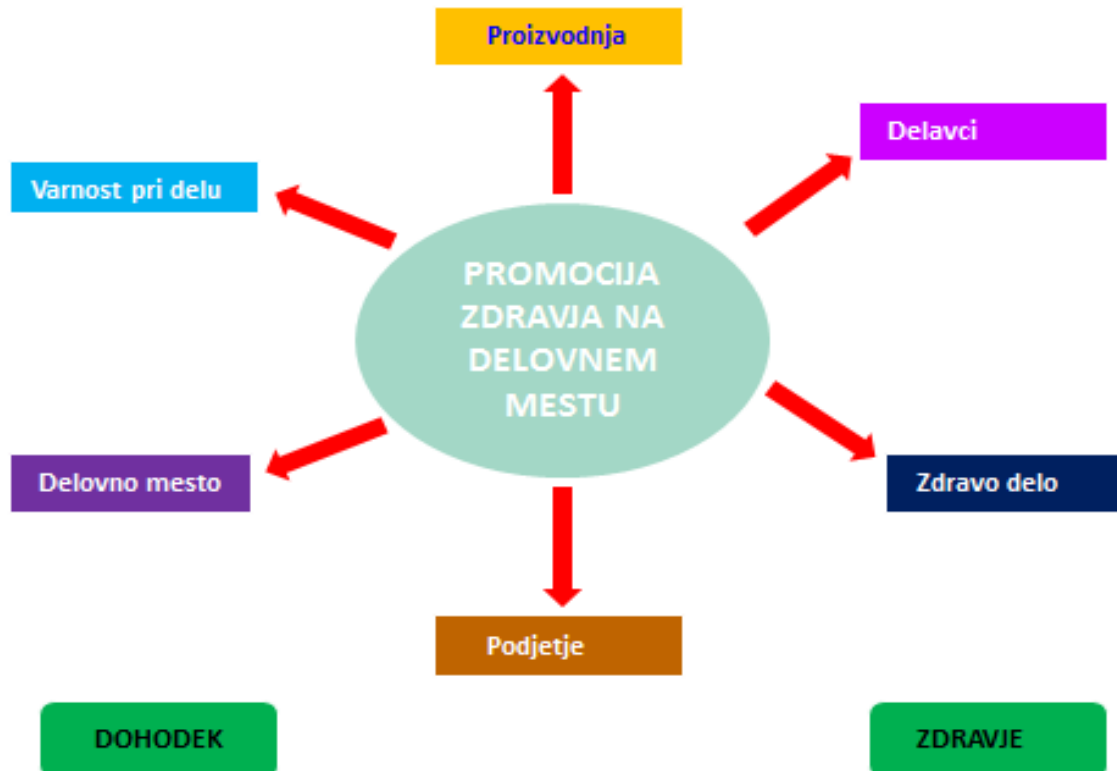 Proizvodnja
Delavci
Varnost pri delu
PROMOCIJA
ZDRAVJA NA
DELOVNEM
MESTU
Delovno mesto
Zdravo delo
Podjetje
DOHODEK
ZDRAVJE